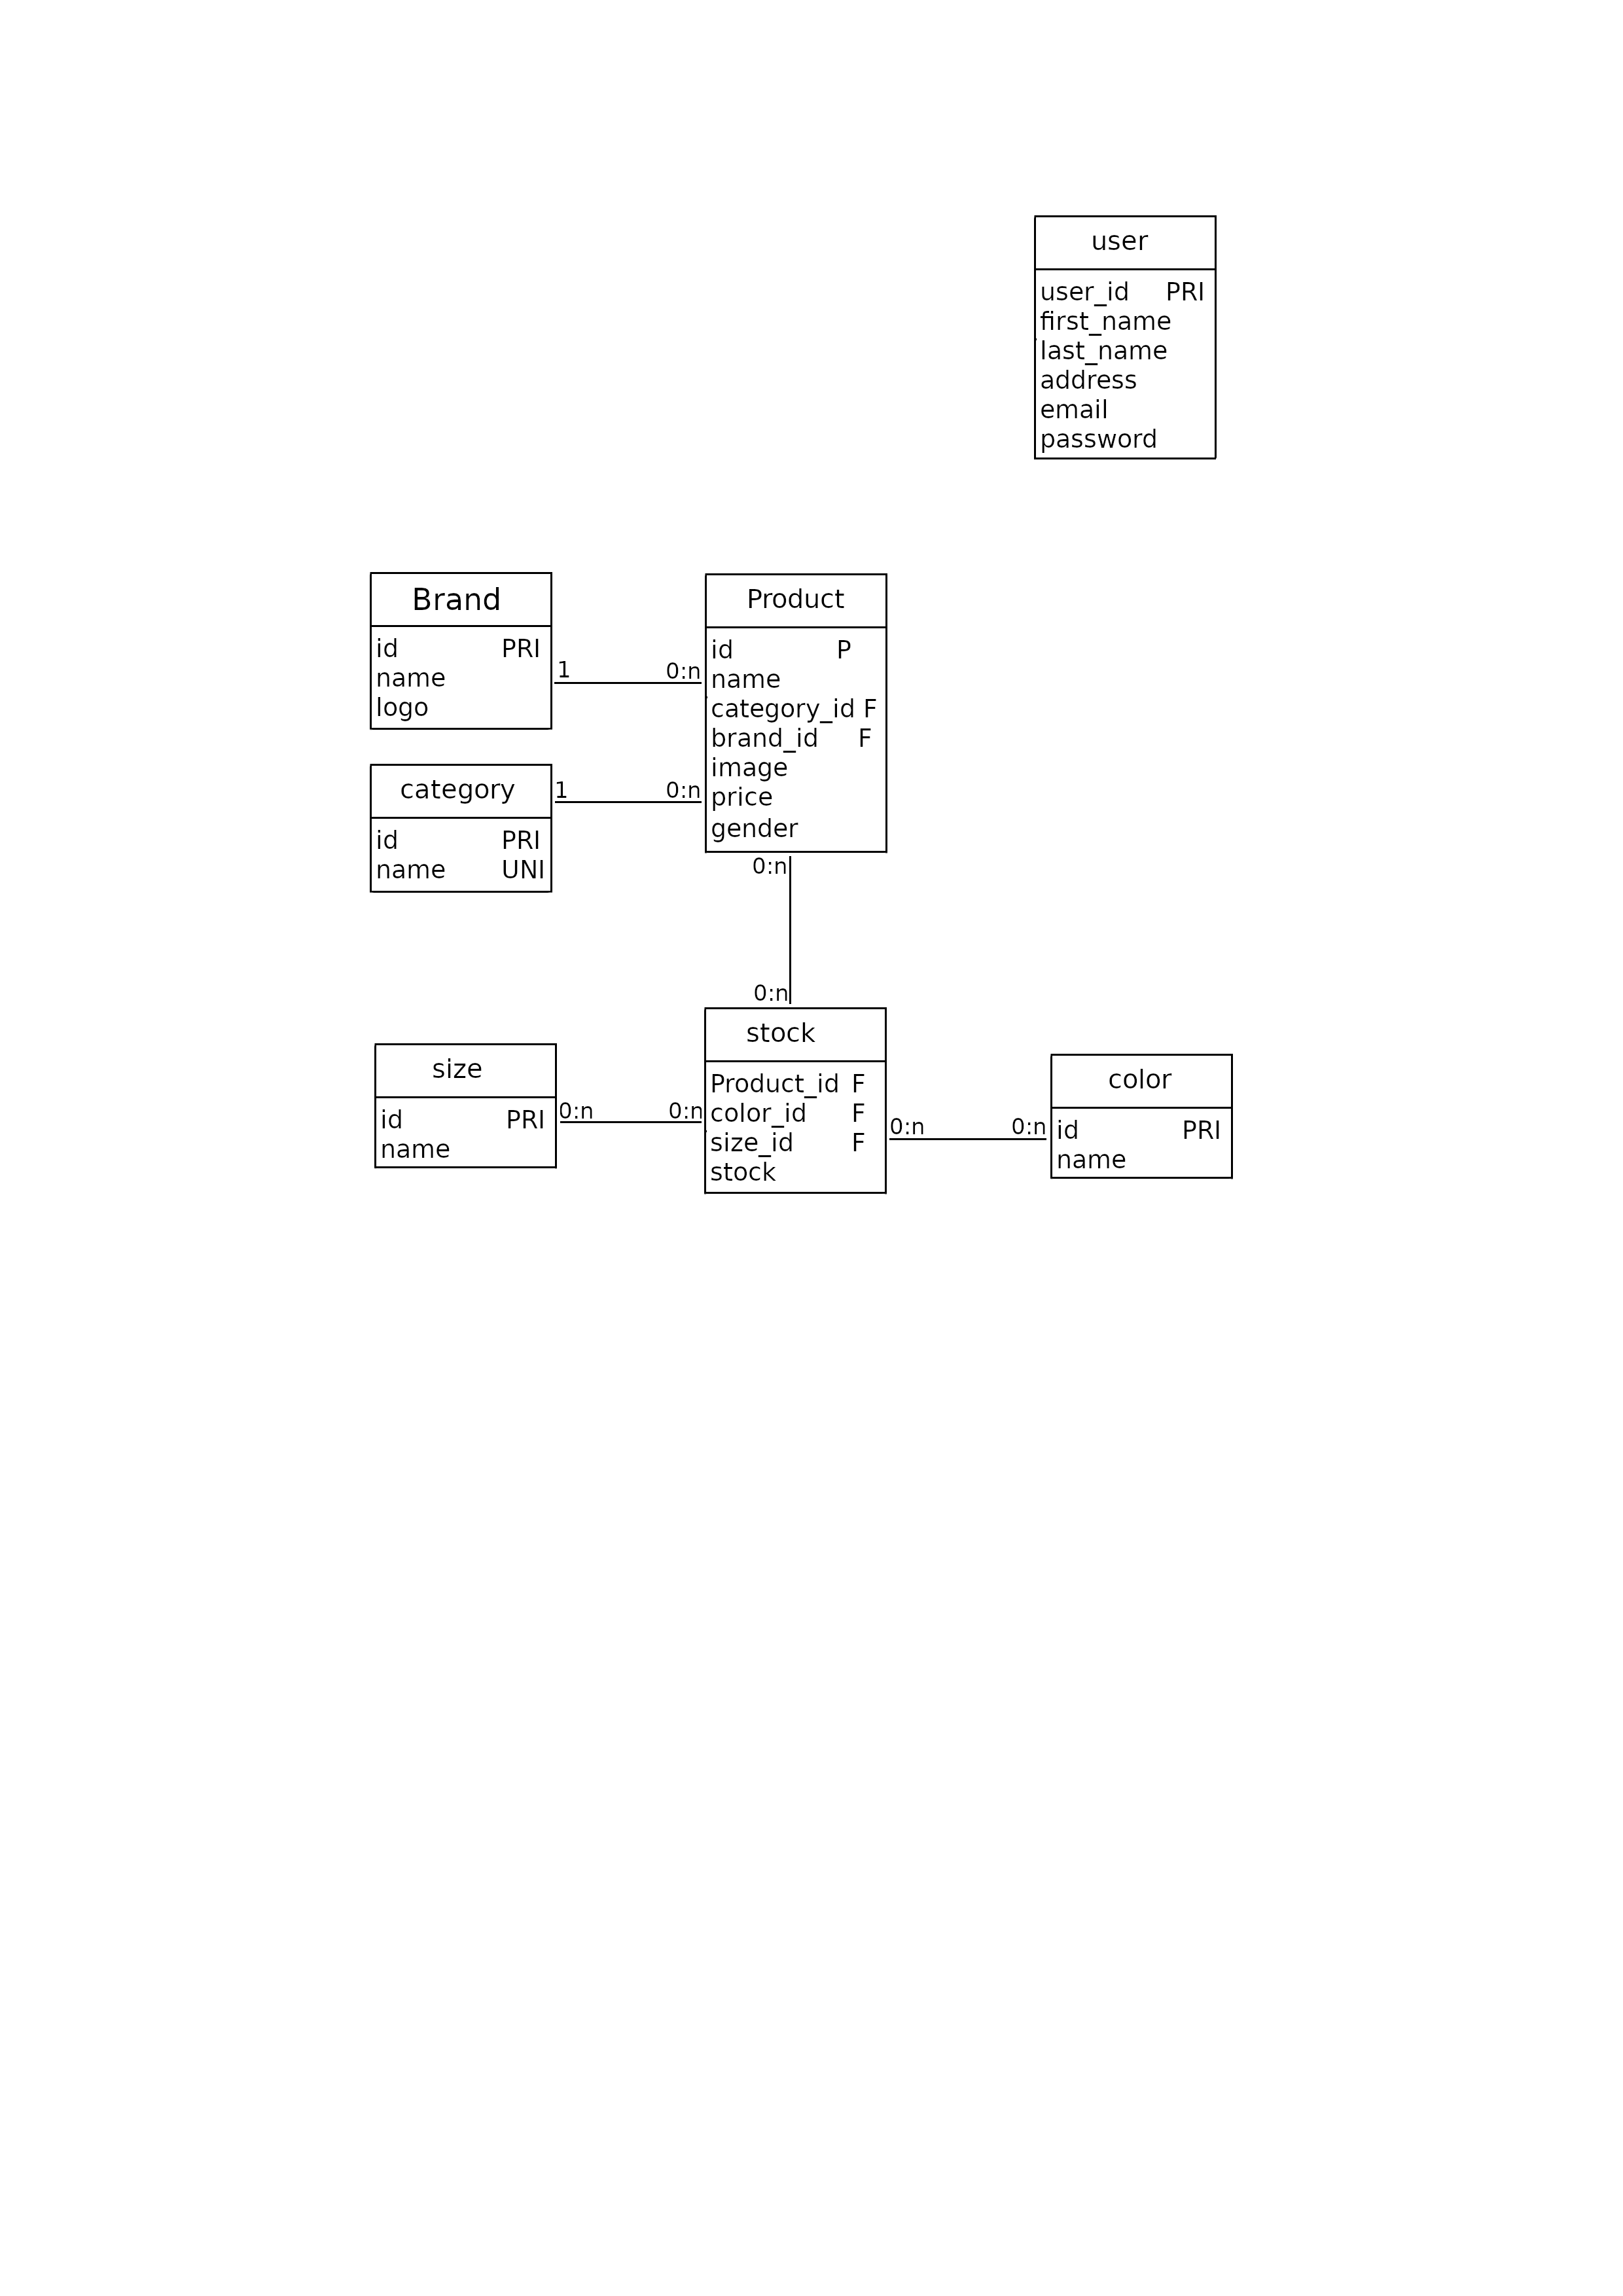 user
user_id PRI
first_name
last_name
address
email
password
Brand
id PRI
name
logo
1 0:n
Product
id P
name
category_id F
brand_id F
image
price
gender
category
id PRI
name UNI
1 0:n
0:n
0:n
stock
Product_id F
color_id F
size_id F
stock
size
id PRI
name
0:n 0:n
0:n 0:n
color
id PRI
name